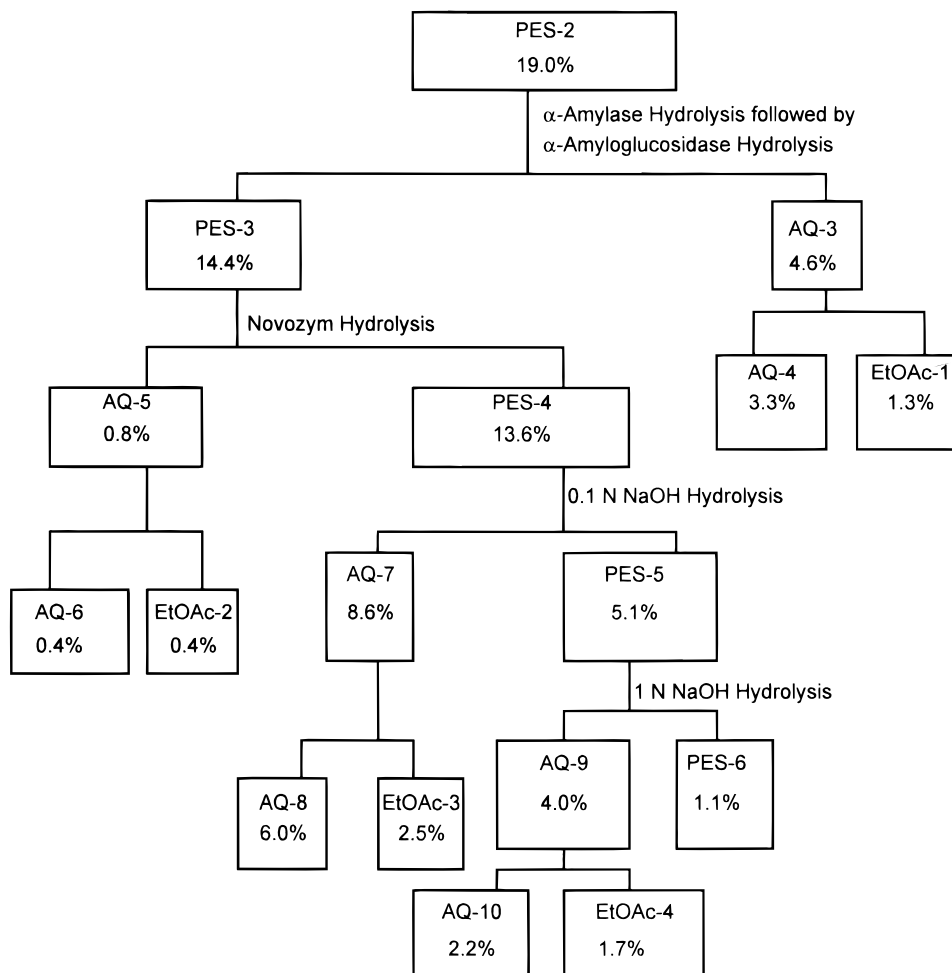 PES-2
19.0%
α-Amylase Hydrolysis followed by
α-Amyloglucosidase Hydrolysis
PES-3
14.4%
AQ-3
4.6%
Novozym Hydrolysis
AQ-4
3.3%
EtOAc-1
1.3%
AQ-5
0.8%
PES-4
13.6%
0.1 N NaOH Hydrolysis
AQ-6
0.4%
EtOAc-2
0.4%
AQ-7
8.6%
PES-5
5.1%
1 N NaOH Hydrolysis
AQ-8
6.0%
EtOAc-3
2.5%
AQ-9
4.0%
PES-6
1.1%
AQ-10
2.2%
EtOAc-4
1.7%